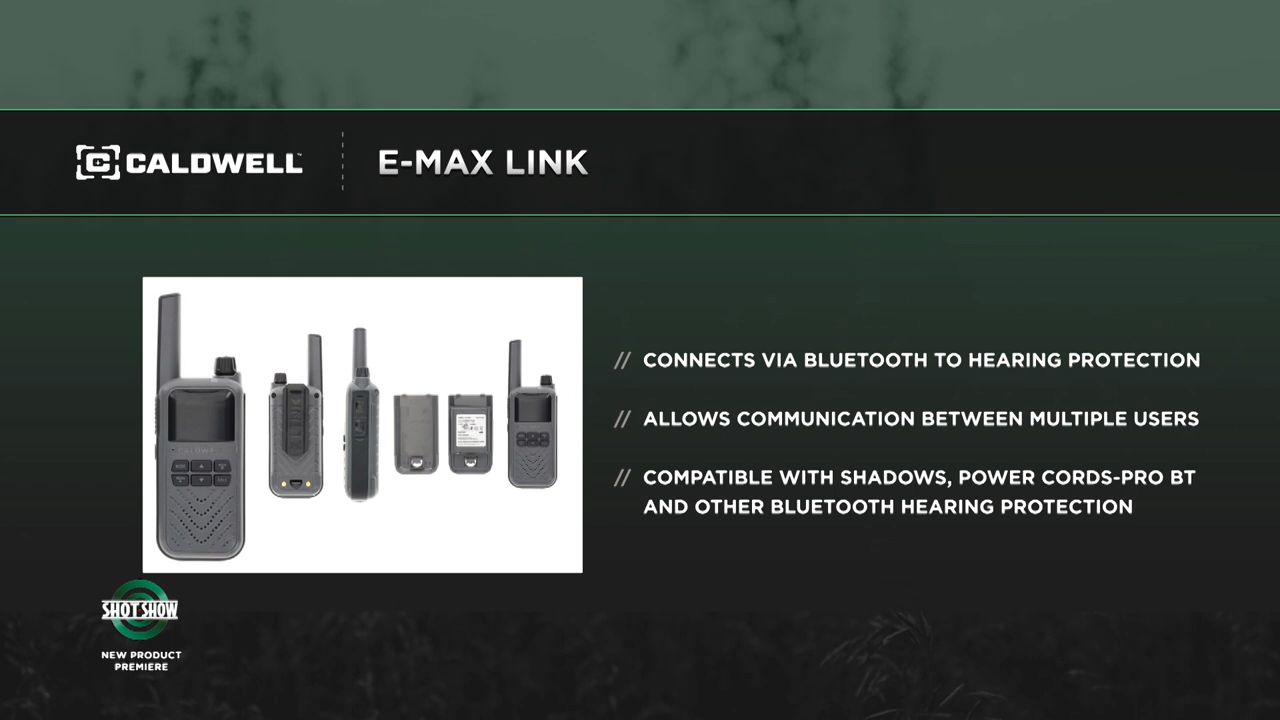 CALDWELL™
E-MAX LINK
// CONNECTS VIA BLUETOOTH TO HEARING PROTECTION
// ALLOWS COMMUNICATION BETWEEN MULTIPLE USERS
// COMPATIBLE WITH SHADOWS, POWER CORDS-PRO BT
AND OTHER BLUETOOTH HEARING PROTECTION
SHOT SHOW
NEW PRODUCT
PREMIERE